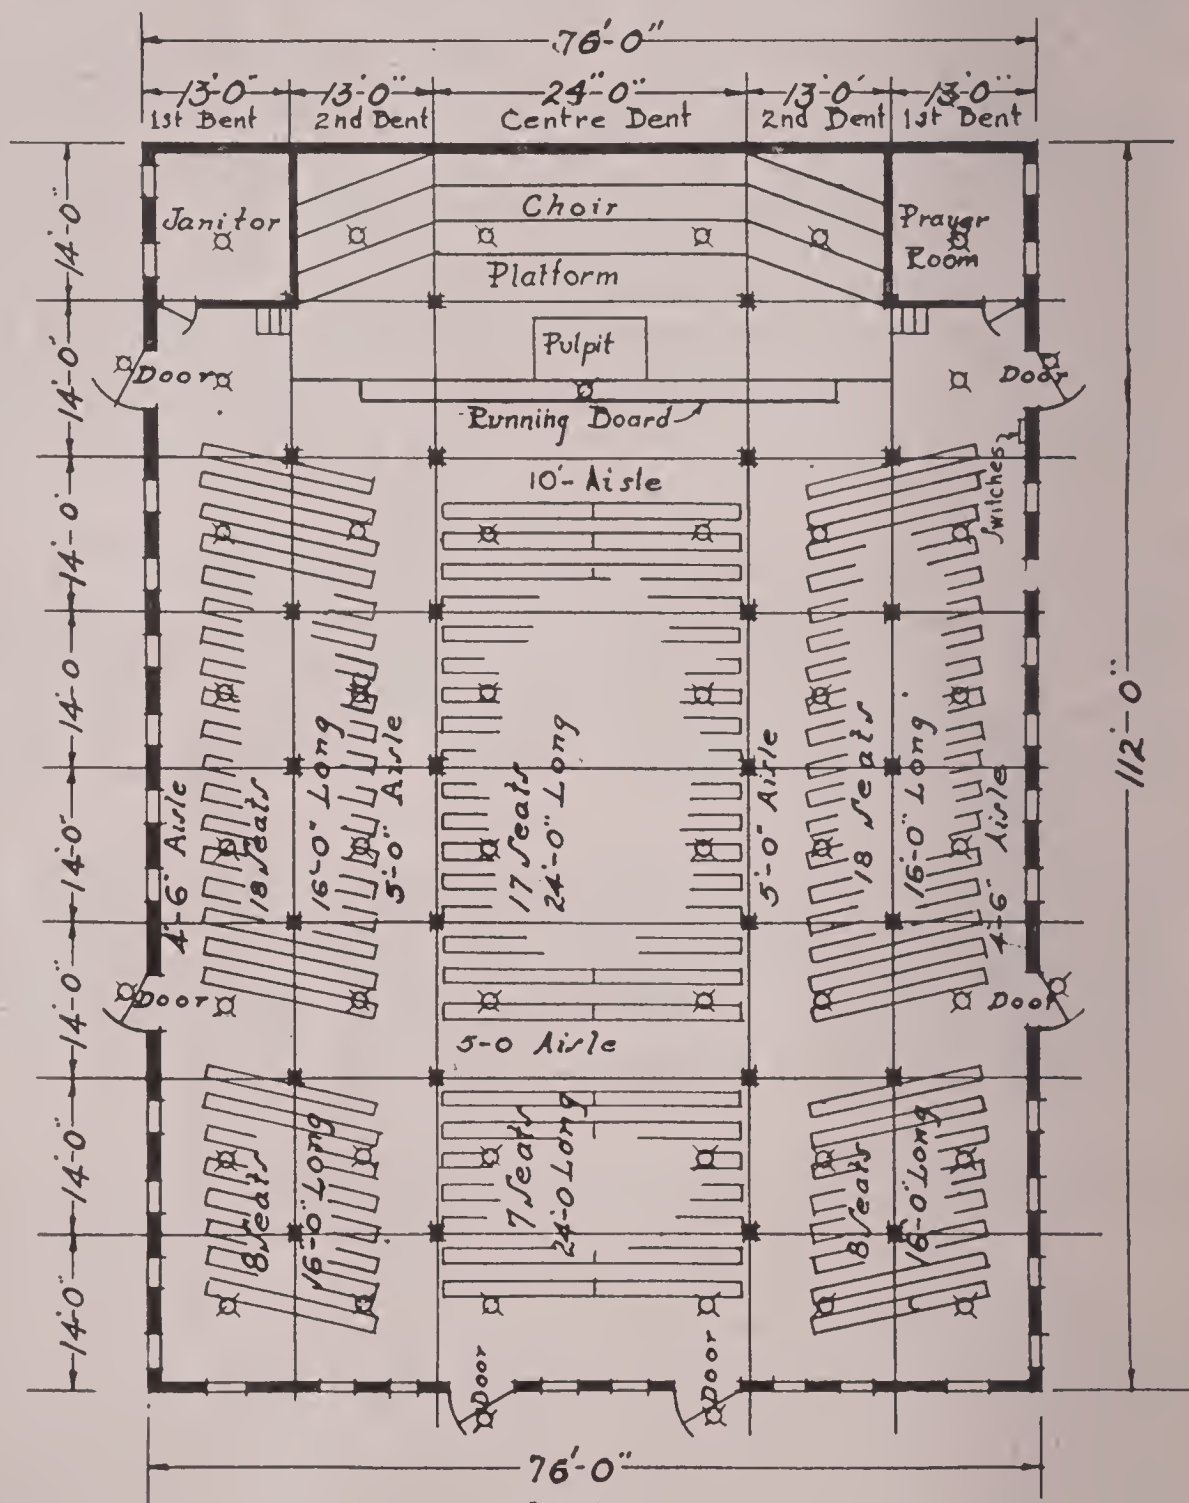 76'-0"
13'-0" 13'-0" 24'-0" 13'-0' 13'-0"
1st Bent 2nd Bent Centre Dent 2nd Dent 1st Bent
14'-0"
Janitor
Choir
Platform
Prayer
Room
14'-0"
Pulpit
Door
Door
Running Board
Switches
14'-0"
10'-Aisle
14'-0
112'-0"
4'-6" Aisle
18 Seats
16'-0" Long
5'-0" Aisle
17 Seats
24'-0" Long
5'-0" Aisle
18 Seats
16'-0" Long
4'-6" Aisle
14'-0"
14'-0"
Door
Door
5-0 Aisle
14'-0"
8 Seats
16'-0" Long
7 Seats
24'-0 Long
8 Seats
16'-0" Long
14'-0"
Door
Door
76'-0"